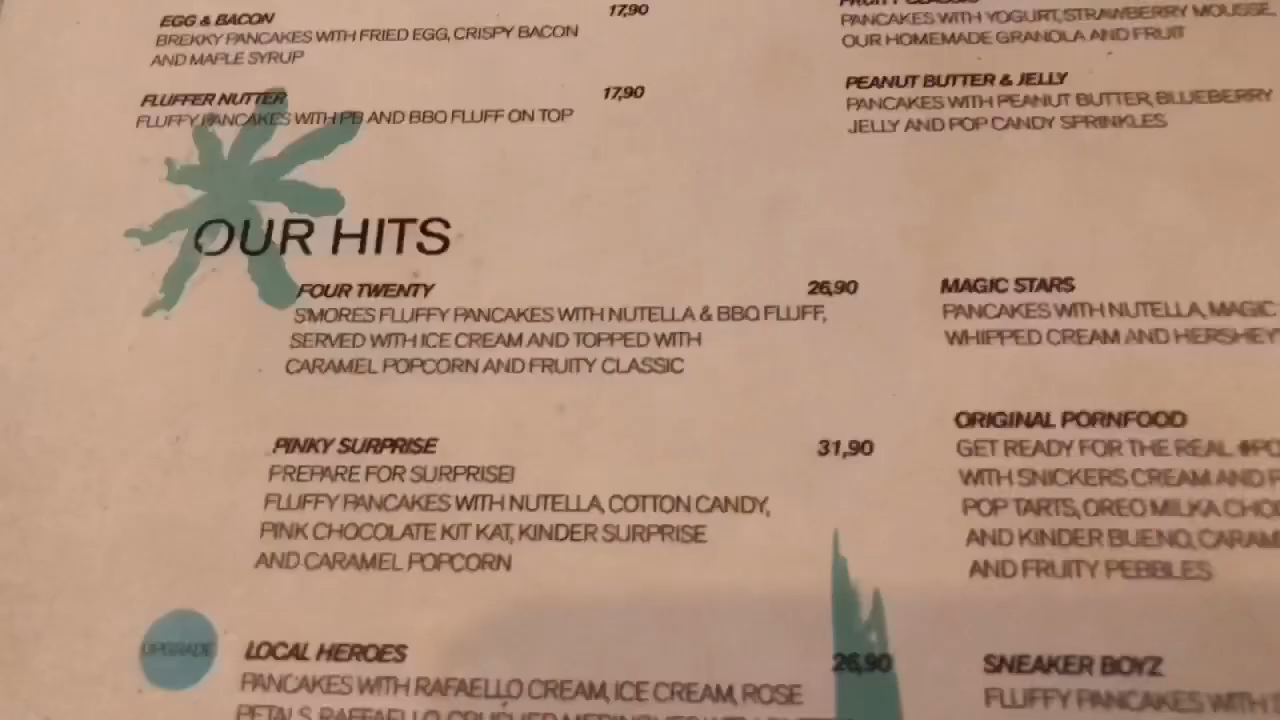 EGG & BACON 17,90
BREKKY PANCAKES WITH FRIED EGG, CRISPY BACON
AND MAPLE SYRUP
FLUFFER NUTTER 17,90
FLUFFY PANCAKES WITH PB AND BBQ FLUFF ON TOP
PANCAKES WITH YOGURT, STRAWBERRY MOUSSE,
OUR HOMEMADE GRANOLA AND FRUIT
PEANUT BUTTER & JELLY
PANCAKES WITH PEANUT BUTTER, BLUEBERRY
JELLY AND POP CANDY SPRINKLES
OUR HITS
FOUR TWENTY 26,90
S'MORES FLUFFY PANCAKES WITH NUTELLA & BBQ FLUFF,
SERVED WITH ICE CREAM AND TOPPED WITH
CARAMEL POPCORN AND FRUITY CLASSIC
PINKY SURPRISE 31,90
PREPARE FOR SURPRISE!
FLUFFY PANCAKES WITH NUTELLA, COTTON CANDY,
PINK CHOCOLATE KIT KAT, KINDER SURPRISE
AND CARAMEL POPCORN
UPGRADE
LOCAL HEROES 26,90
PANCAKES WITH RAFAELLO CREAM, ICE CREAM, ROSE
PETALS, RAFFAELLO, CRUSHED
MAGIC STARS
PANCAKES WITH NUTELLA, MAGIC
WHIPPED CREAM AND HERSHEY
ORIGINAL PORNFOOD
GET READY FOR THE REAL #PO
WITH SNICKERS CREAM AND
POP TARTS, OREO MILKA CHO
AND KINDER BUENO, CARAM
AND FRUITY PEBBLES
SNEAKER BOYZ
FLUFFY PANCAKES WITH